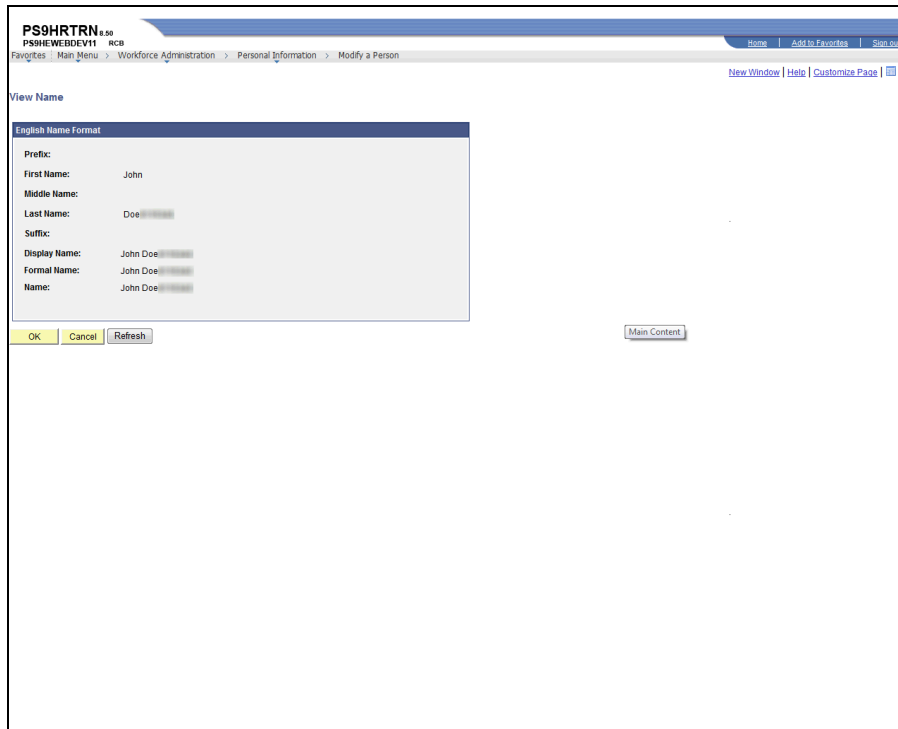 PS9HRTRN 8.50
PS9HEWEBDEV11 RCB
Home | Add to Favorites | Sign ou
Favorites | Main Menu > Workforce Administration > Personal Information > Modify a Person
New Window | Help | Customize Page |
View Name
English Name Format
Prefix:
First Name: John
Middle Name:
Last Name: Doe
Suffix:
Display Name: John Doe
Formal Name: John Doe
Name: John Doe
OK Cancel Refresh
Main Content